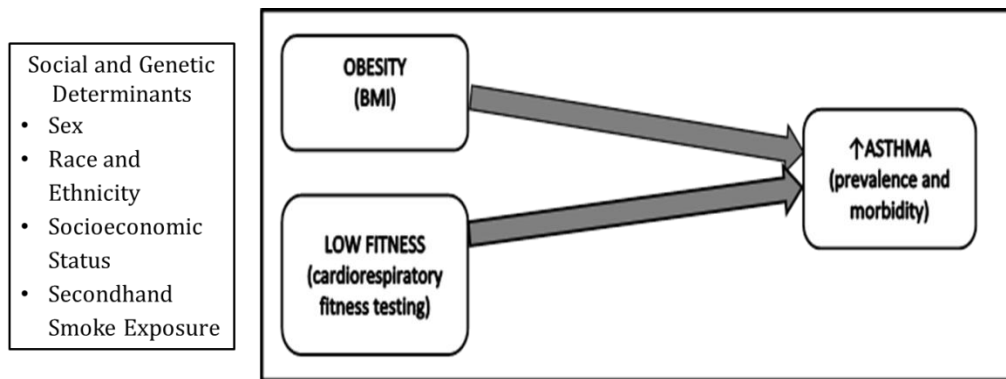 Social and Genetic
Determinants
• Sex
• Race and
Ethnicity
• Socioeconomic
Status
• Secondhand
Smoke Exposure
OBESITY
(BMI)
LOW FITNESS
(cardiorespiratory
fitness testing)
↑ASTHMA
(prevalence and
morbidity)